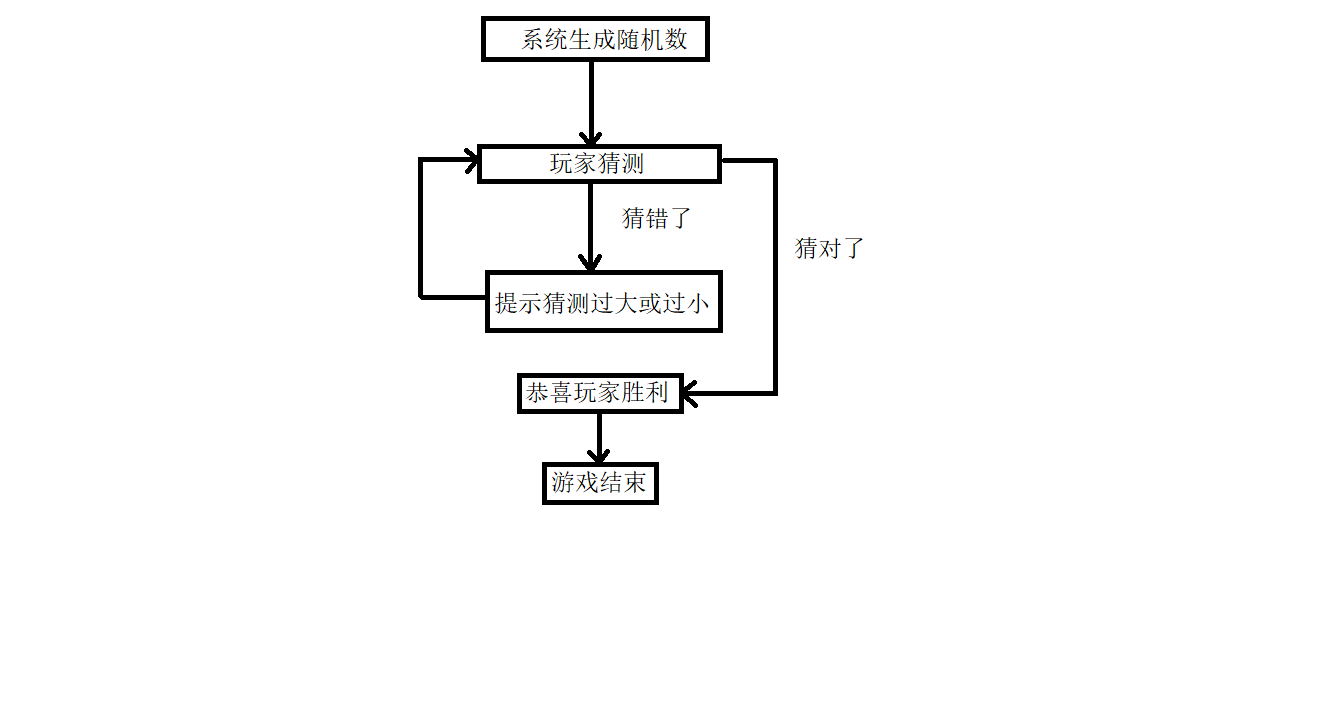 系统生成随机数
玩家猜测
猜错了
猜对了
提示猜测过大或过小
恭喜玩家胜利
游戏结束